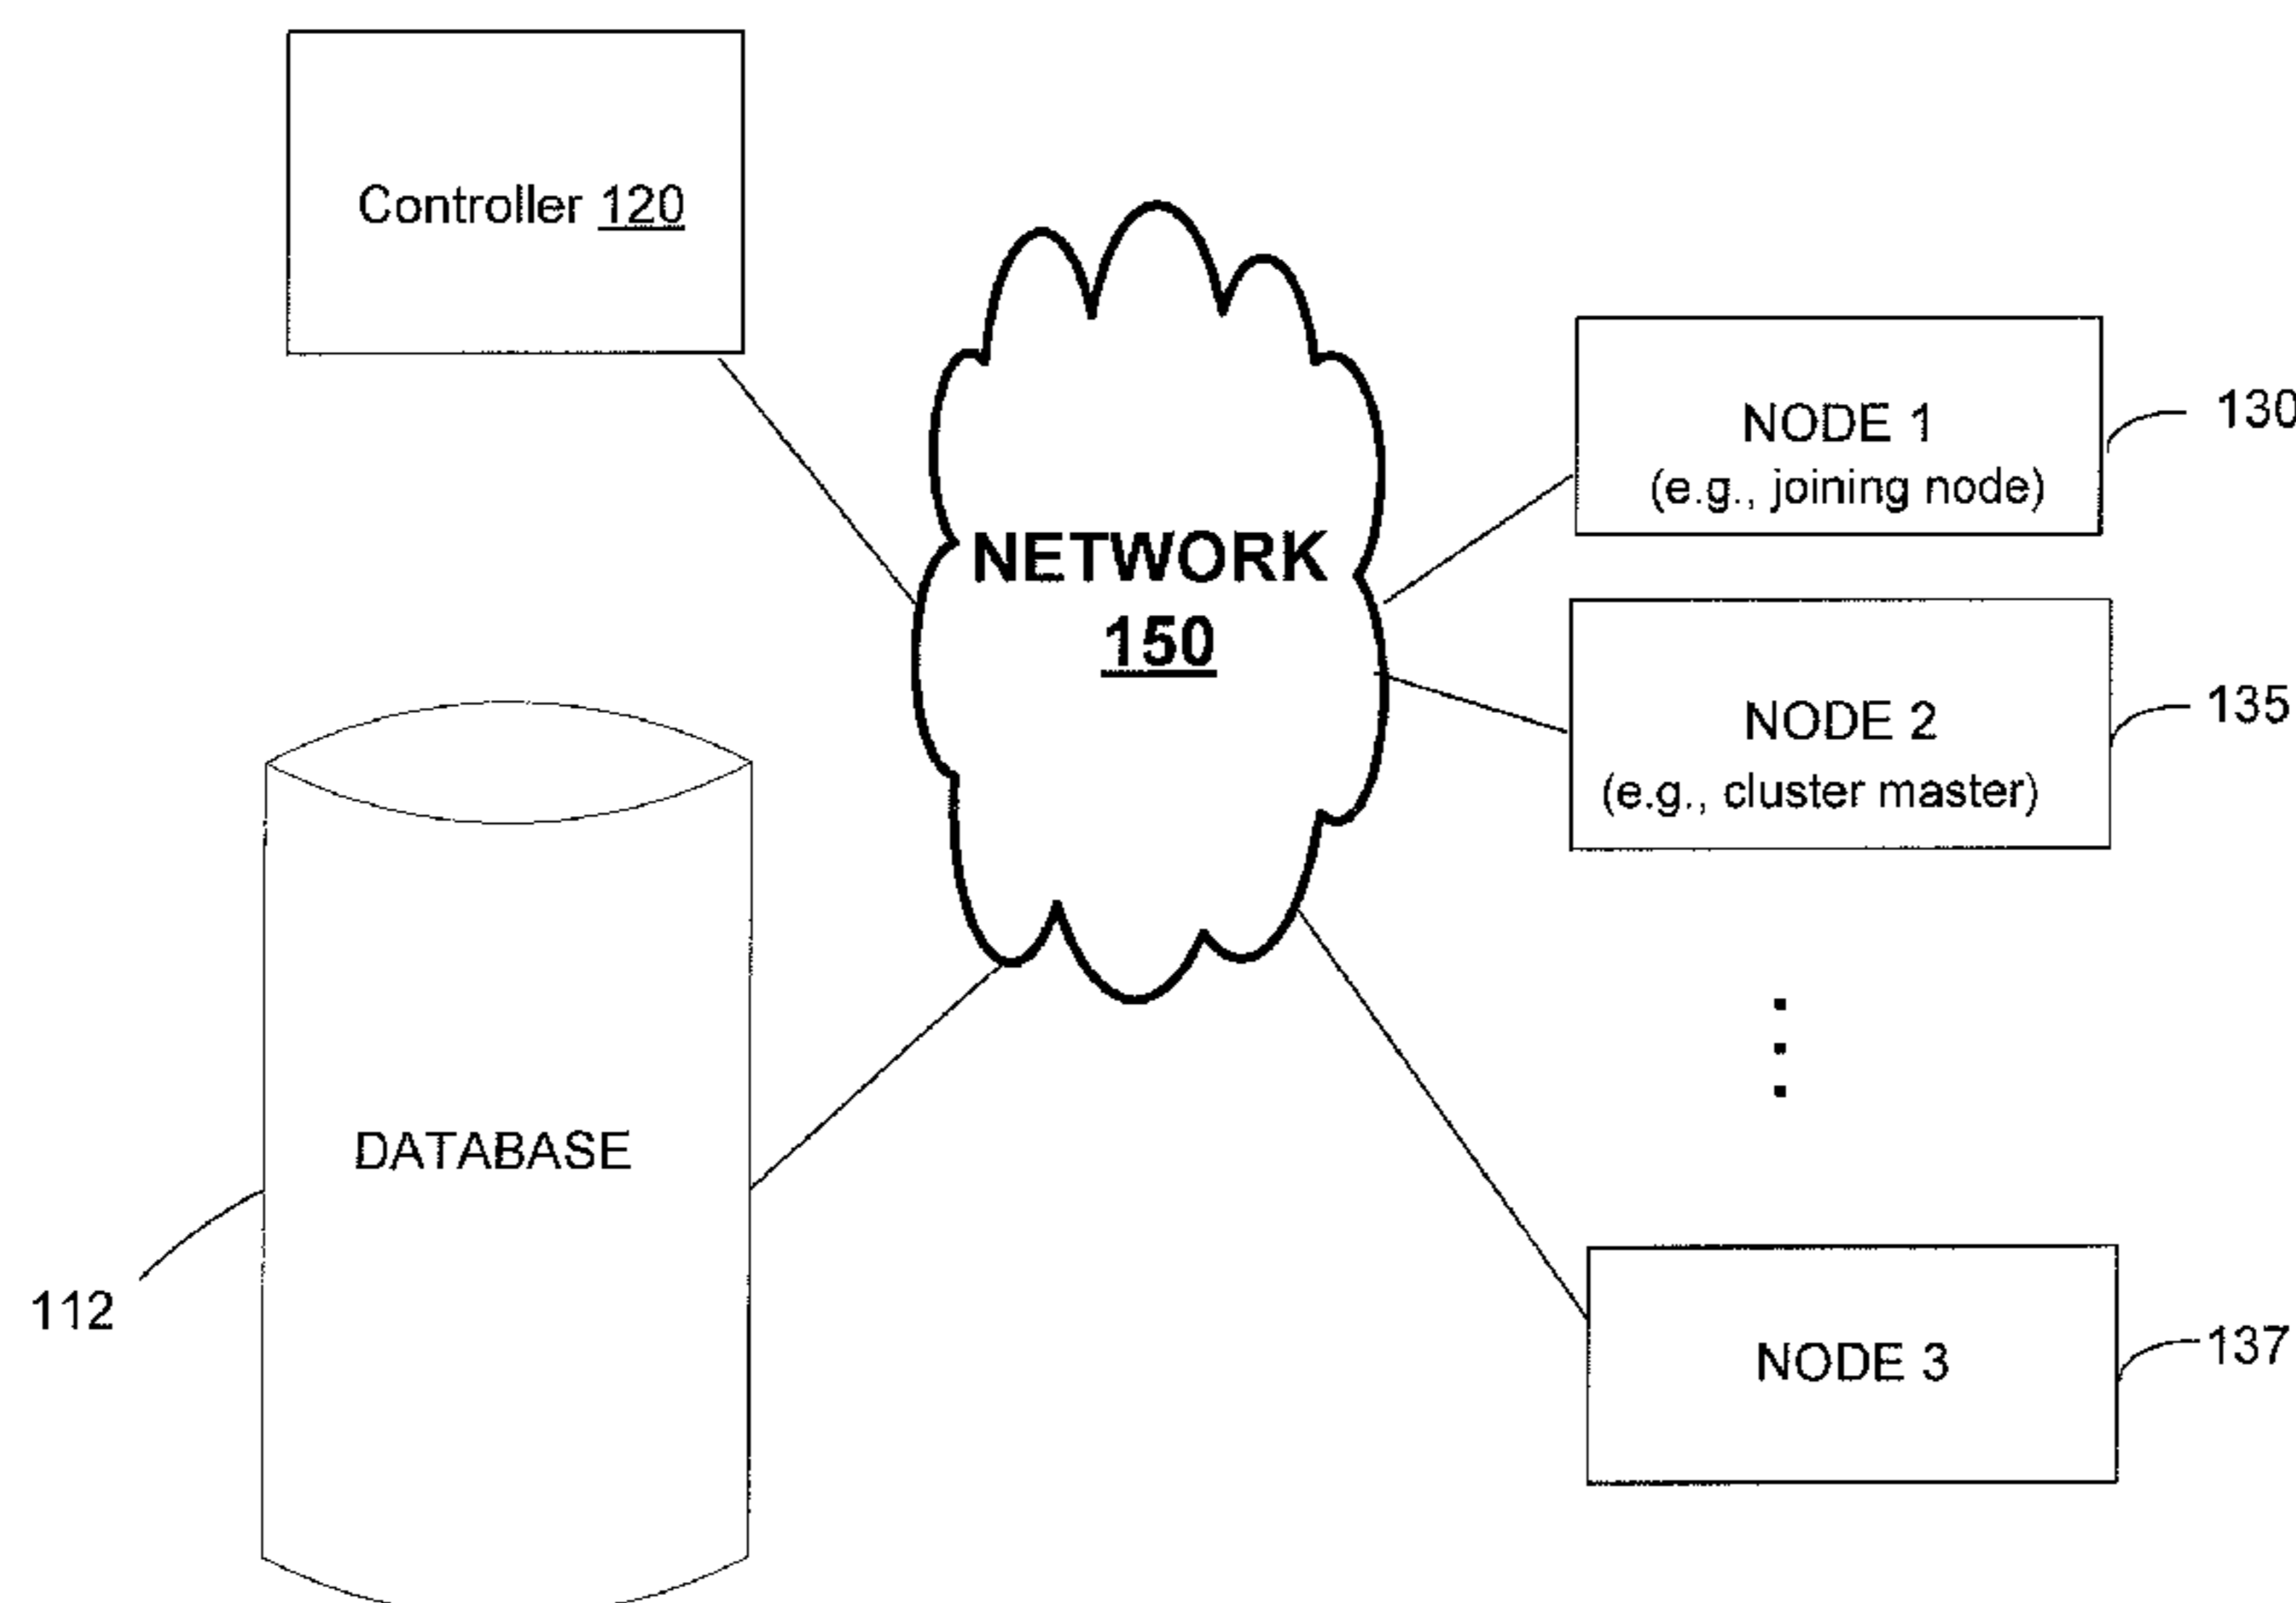 Controller 120
NETWORK
150
NODE 1
(e.g., joining node)
130
NODE 2
(e.g., cluster master)
135
DATABASE
112
NODE 3
137